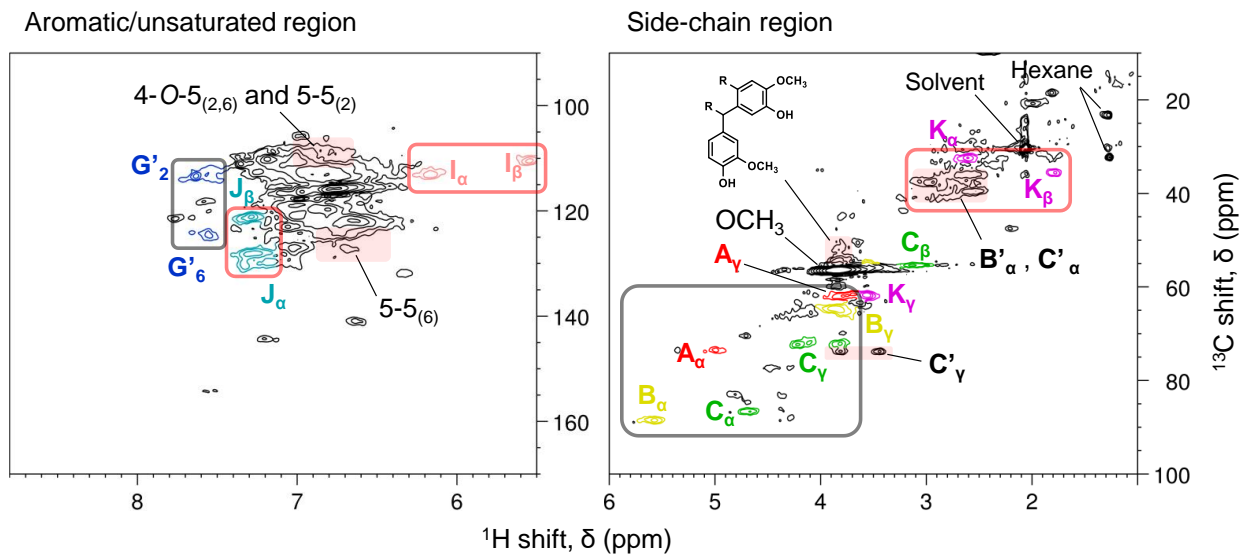 Aromatic/unsaturated region
4-O-5(2,6) and 5-5(2)
G’2
Jβ
Iα
Iβ
G’6
Jα
5-5(6)
100
120
140
160
8
7
6
Side-chain region
R
OCH3
R
OH
OCH3
OH
Solvent
Hexane
Kα
Kβ
OCH3
Cβ
Aγ
B'α , C'α
Kγ
Bγ
Aα
Cγ
C’γ
Bα
Cα
20
40
60
80
100
6
5
4
3
2
1
13C shift, δ (ppm)
1H shift, δ (ppm)